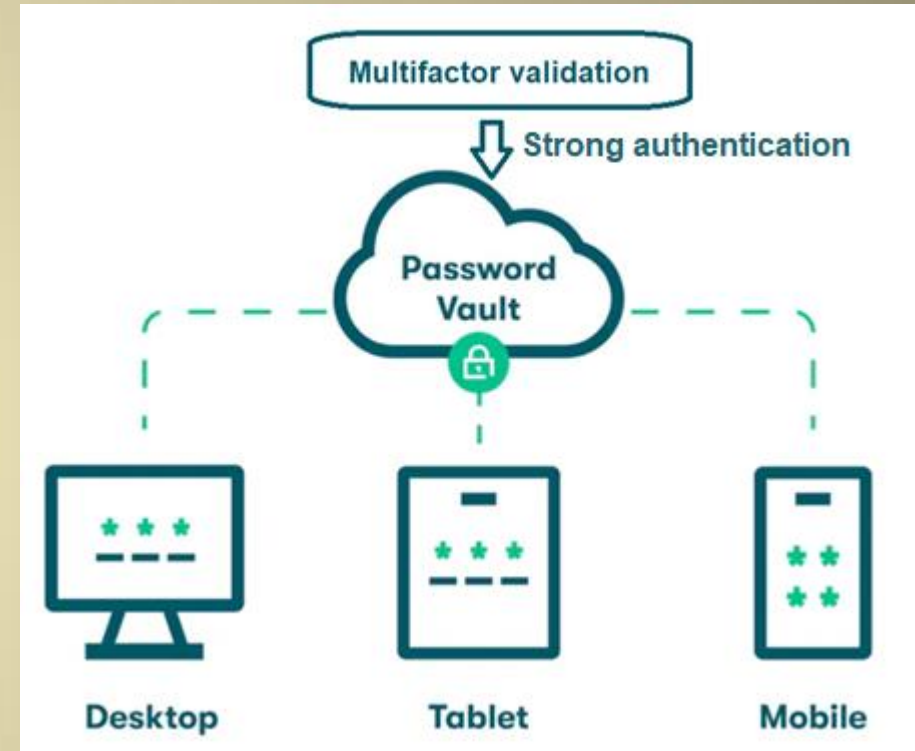 Multifactor validation
Strong authentication
Password
Vault
* * *
* * *
* *
* *
Desktop
Tablet
Mobile